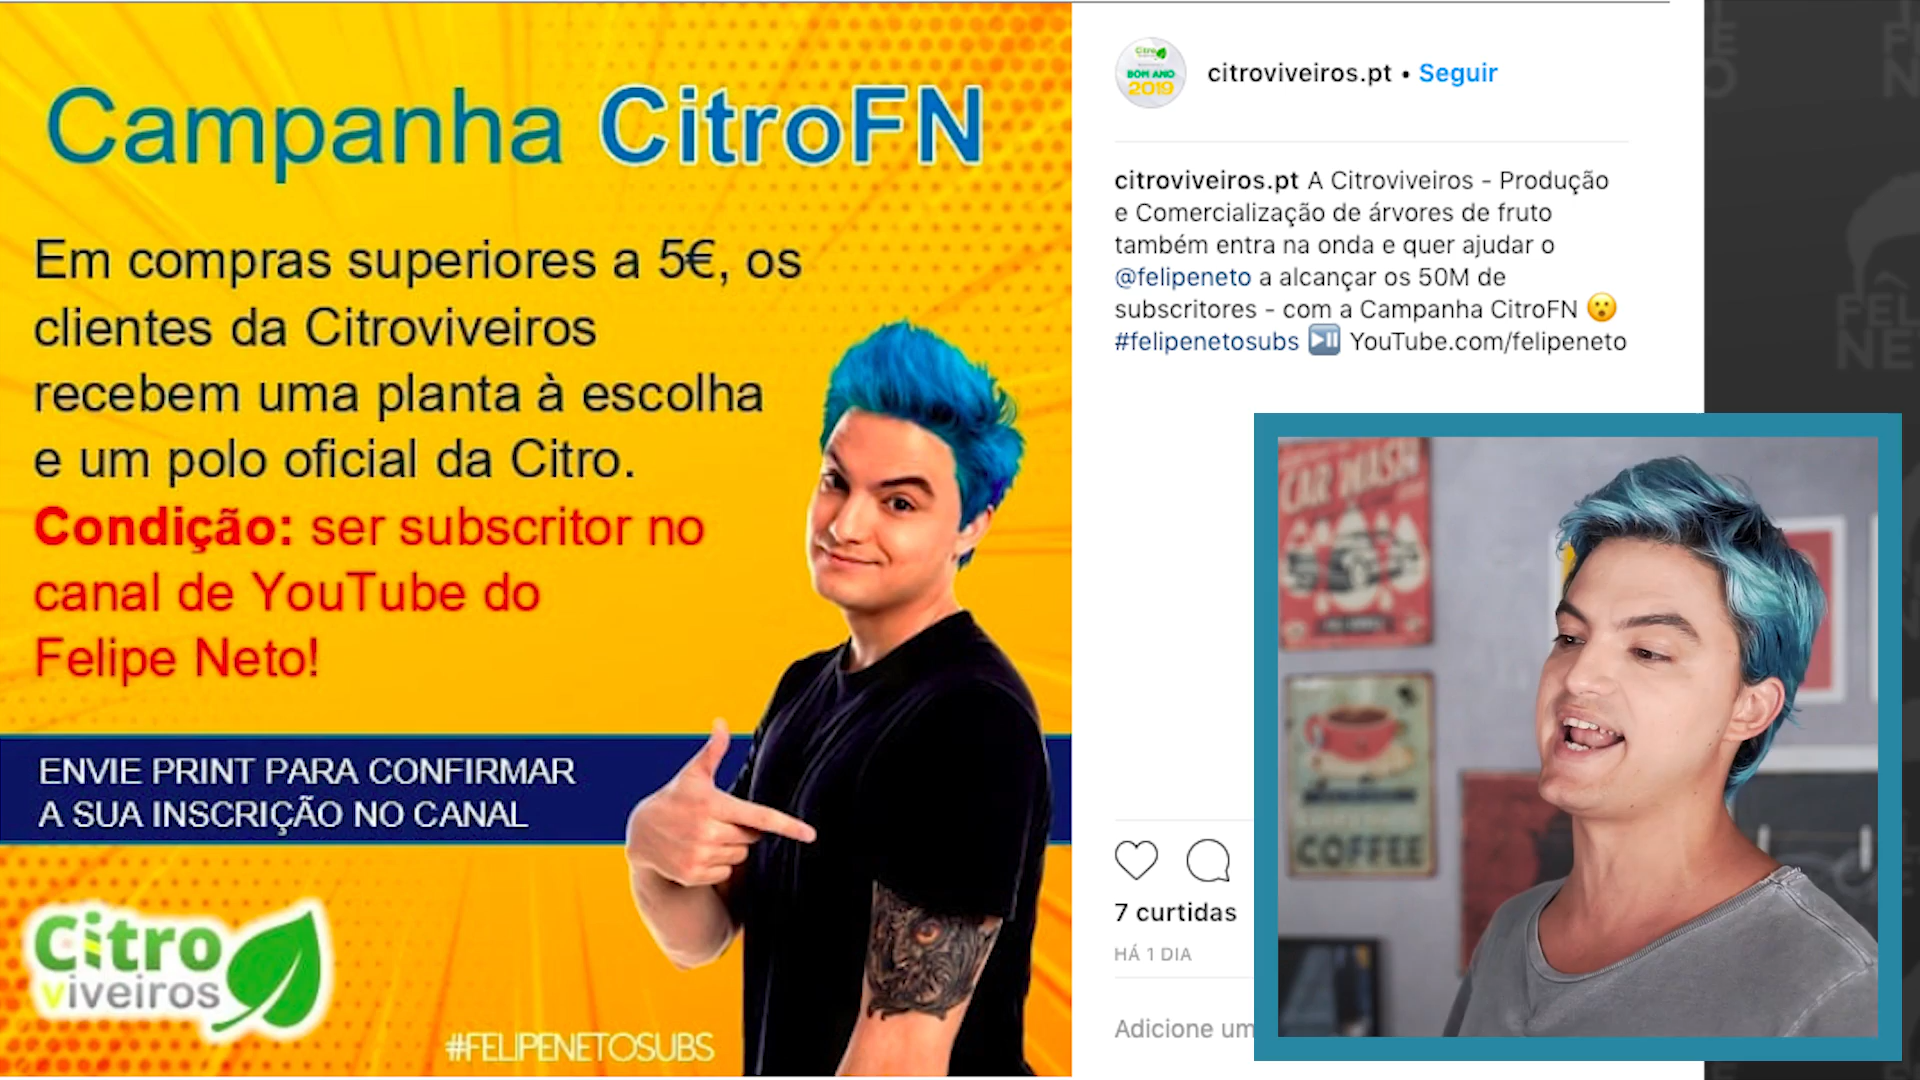 Campanha CitroFN
Em compras superiores a 5€, os
clientes da Citroviveiros
recebem uma planta à escolha
e um polo oficial da Citro.
Condição: ser subscritor no
canal de YouTube do
Felipe Neto!
ENVIE PRINT PARA CONFIRMAR
A SUA INSCRIÇÃO NO CANAL
Citro
viveiros
#FELIPENETOSUBS
Citro
BOM ANO
2019
citroviveiros.pt • Seguir
citroviveiros.pt A Citroviveiros - Produção
e Comercialização de árvores de fruto
também entra na onda e quer ajudar o
@felipeneto a alcançar os 50M de
subscritores - com a Campanha CitroFN 😮
#felipenetosubs ⏯ YouTube.com/felipeneto
7 curtidas
HÁ 1 DIA
Adicione um
CAR WASH
COFFEE
FÊL
NE